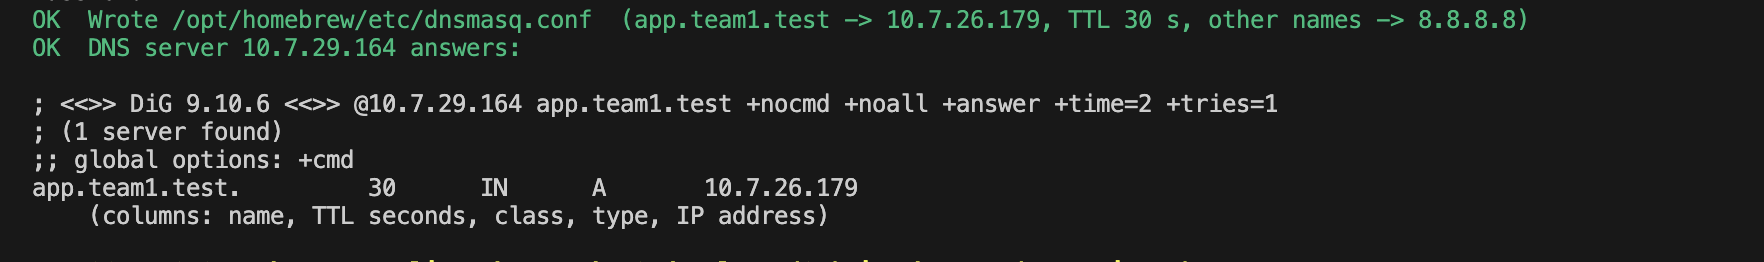 OK  Wrote /opt/homebrew/etc/dnsmasq.conf  (app.team1.test -> 10.7.26.179, TTL 30 s, other names -> 8.8.8.8)
OK  DNS server 10.7.29.164 answers:
; <<>> DiG 9.10.6 <<>> @10.7.29.164 app.team1.test +nocmd +noall +answer +time=2 +tries=1
; (1 server found)
;; global options: +cmd
app.team1.test.         30      IN      A       10.7.26.179
    (columns: name, TTL seconds, class, type, IP address)